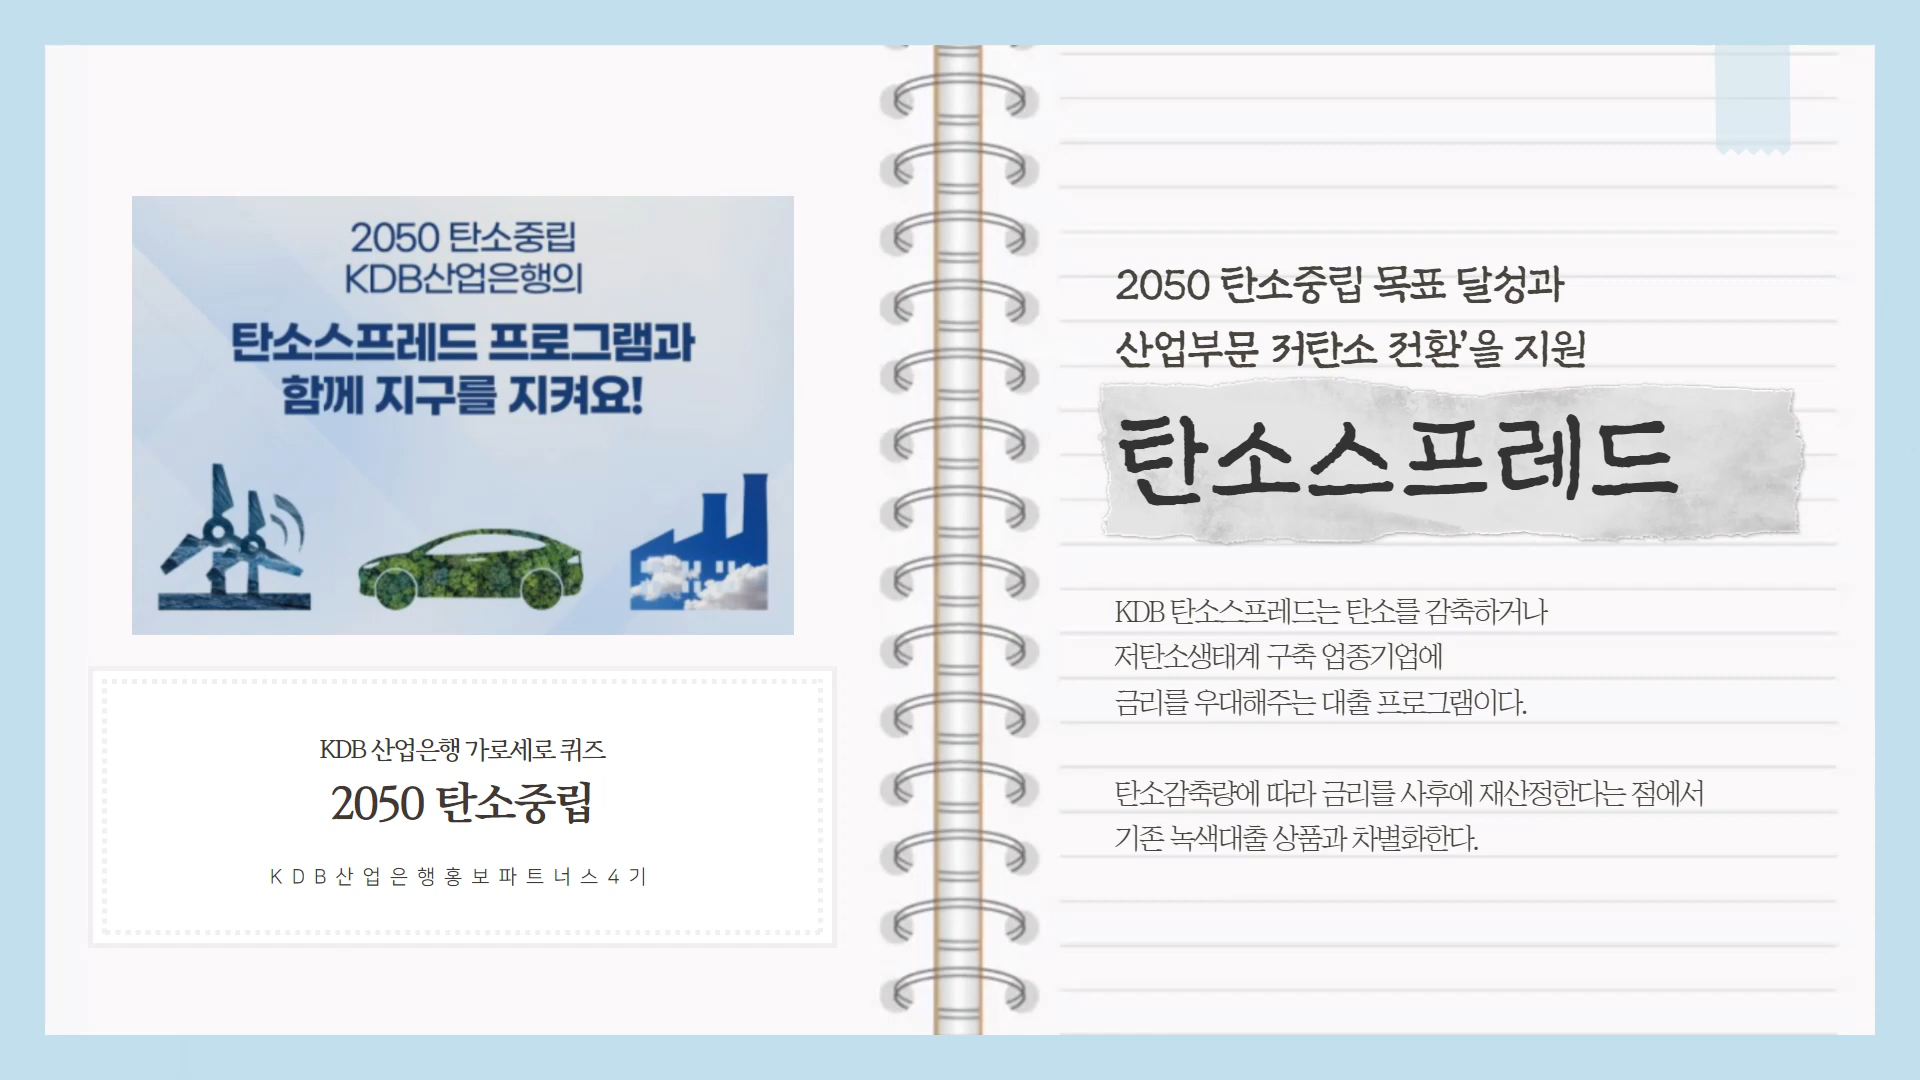 2050 탄소중립
KDB산업은행의
탄소스프레드 프로그램과
함께 지구를 지켜요!
KDB 산업은행 가로세로 퀴즈
2050 탄소중립
KDB산업은행홍보파트너스4기
2050 탄소중립 목표 달성과
산업부문 저탄소 전환’을 지원
탄소스프레드
KDB 탄소스프레드는 탄소를 감축하거나
저탄소생태계 구축 업종기업에
금리를 우대해주는 대출 프로그램이다.
탄소감축량에 따라 금리를 사후에 재산정한다는 점에서
기존 녹색대출 상품과 차별화한다.